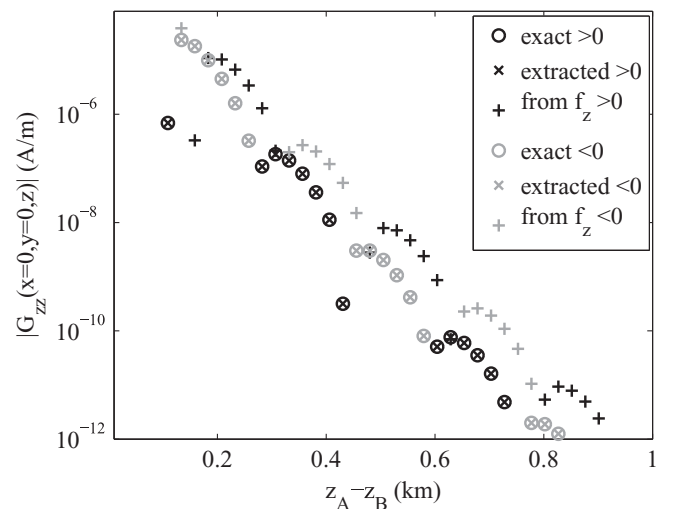 exact >0
extracted >0
from f_z >0
exact <0
extracted <0
from f_z <0
10^−6
10^−8
10^−10
10^−12
|G_zz(x=0,y=0,z)| (A/m)
0.2 0.4 0.6 0.8 1
z_A−z_B (km)